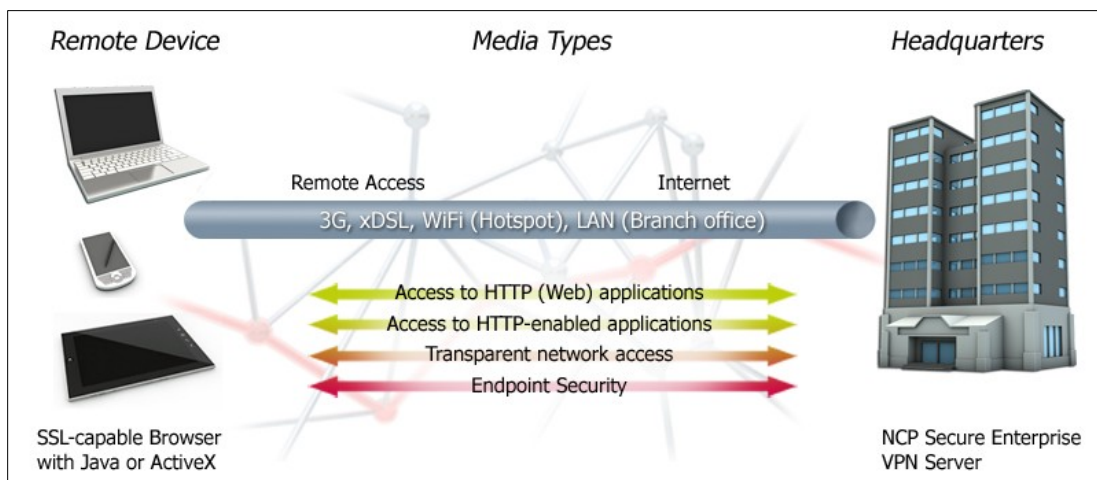 Remote Device
Media Types
Headquarters
Remote Access
Internet
3G, xDSL, WiFi (Hotspot), LAN (Branch office)
Access to HTTP (Web) applications
Access to HTTP-enabled applications
Transparent network access
Endpoint Security
SSL-capable Browser
with Java or ActiveX
NCP Secure Enterprise
VPN Server